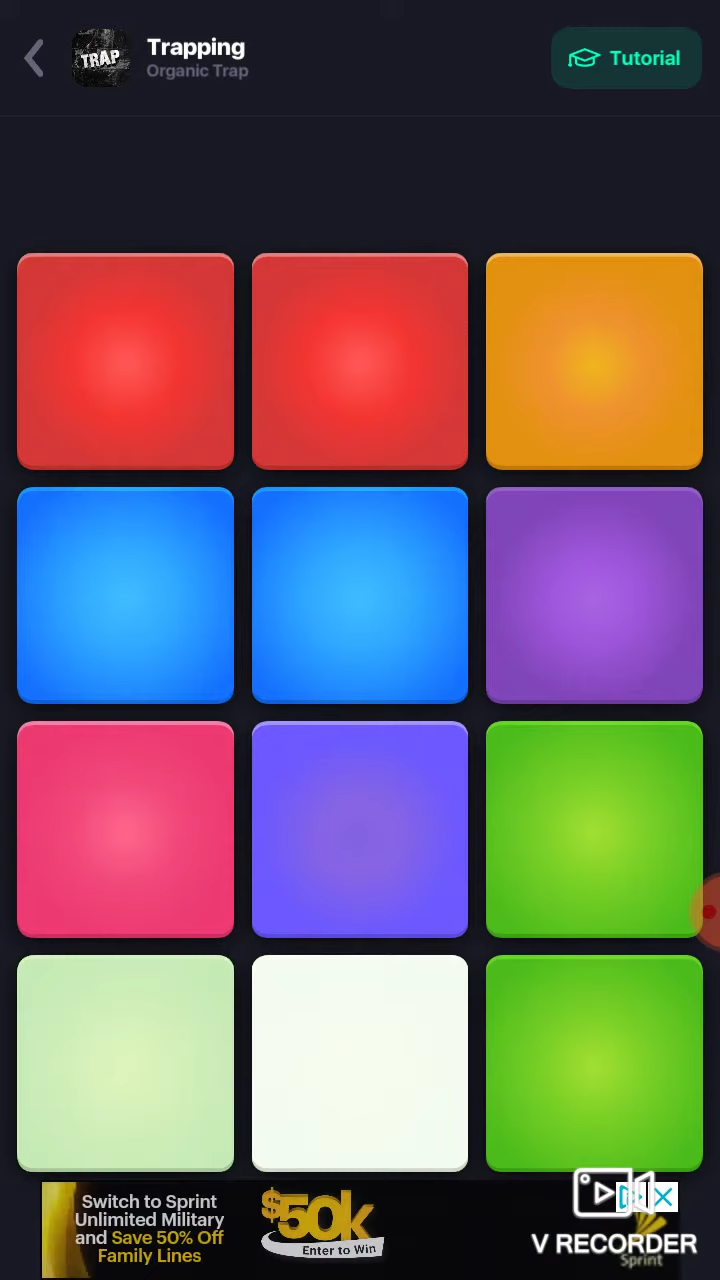 Trapping
TRAP
Organic Trap
Tutorial
Switch to Sprint
Unlimited Military
and Save 50% Off
Family Lines
$50k
Enter to Win
V RECORDER
Sprint